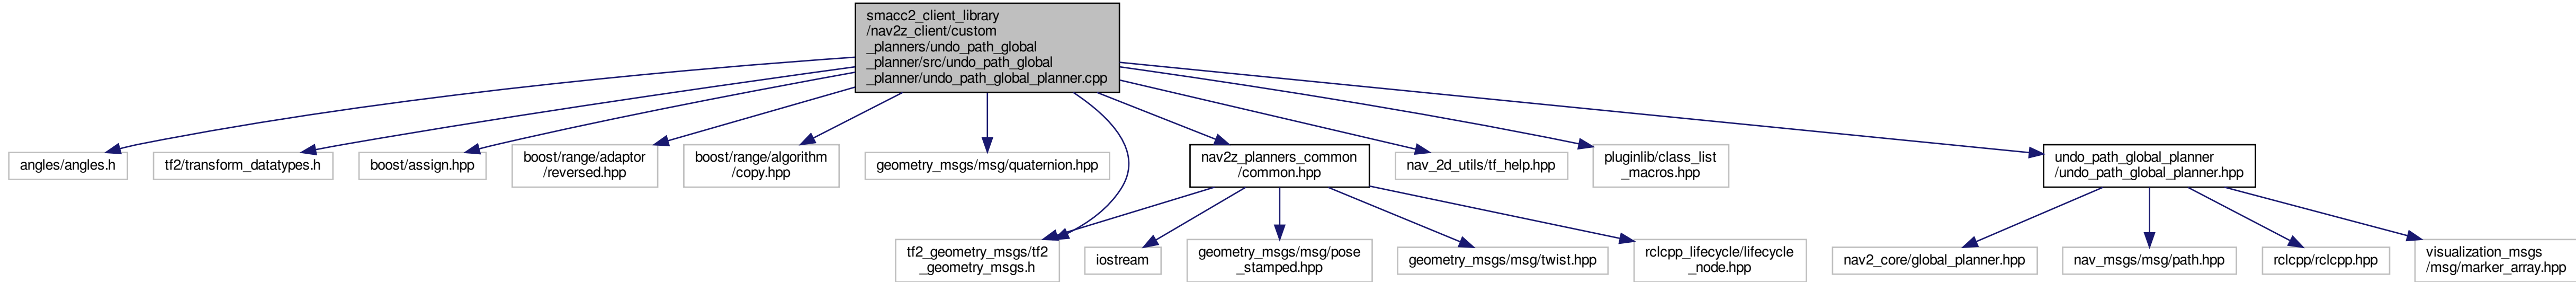 smacc2_client_library
/nav2z_client/custom
_planners/undo_path_global
_planner/src/undo_path_global
_planner/undo_path_global_planner.cpp
angles/angles.h
tf2/transform_datatypes.h
boost/assign.hpp
boost/range/adaptor
/reversed.hpp
boost/range/algorithm
/copy.hpp
geometry_msgs/msg/quaternion.hpp
nav2z_planners_common
/common.hpp
nav_2d_utils/tf_help.hpp
pluginlib/class_list
_macros.hpp
undo_path_global_planner
/undo_path_global_planner.hpp
tf2_geometry_msgs/tf2
_geometry_msgs.h
iostream
geometry_msgs/msg/pose
_stamped.hpp
geometry_msgs/msg/twist.hpp
rclcpp_lifecycle/lifecycle
_node.hpp
nav2_core/global_planner.hpp
nav_msgs/msg/path.hpp
rclcpp/rclcpp.hpp
visualization_msgs
/msg/marker_array.hpp